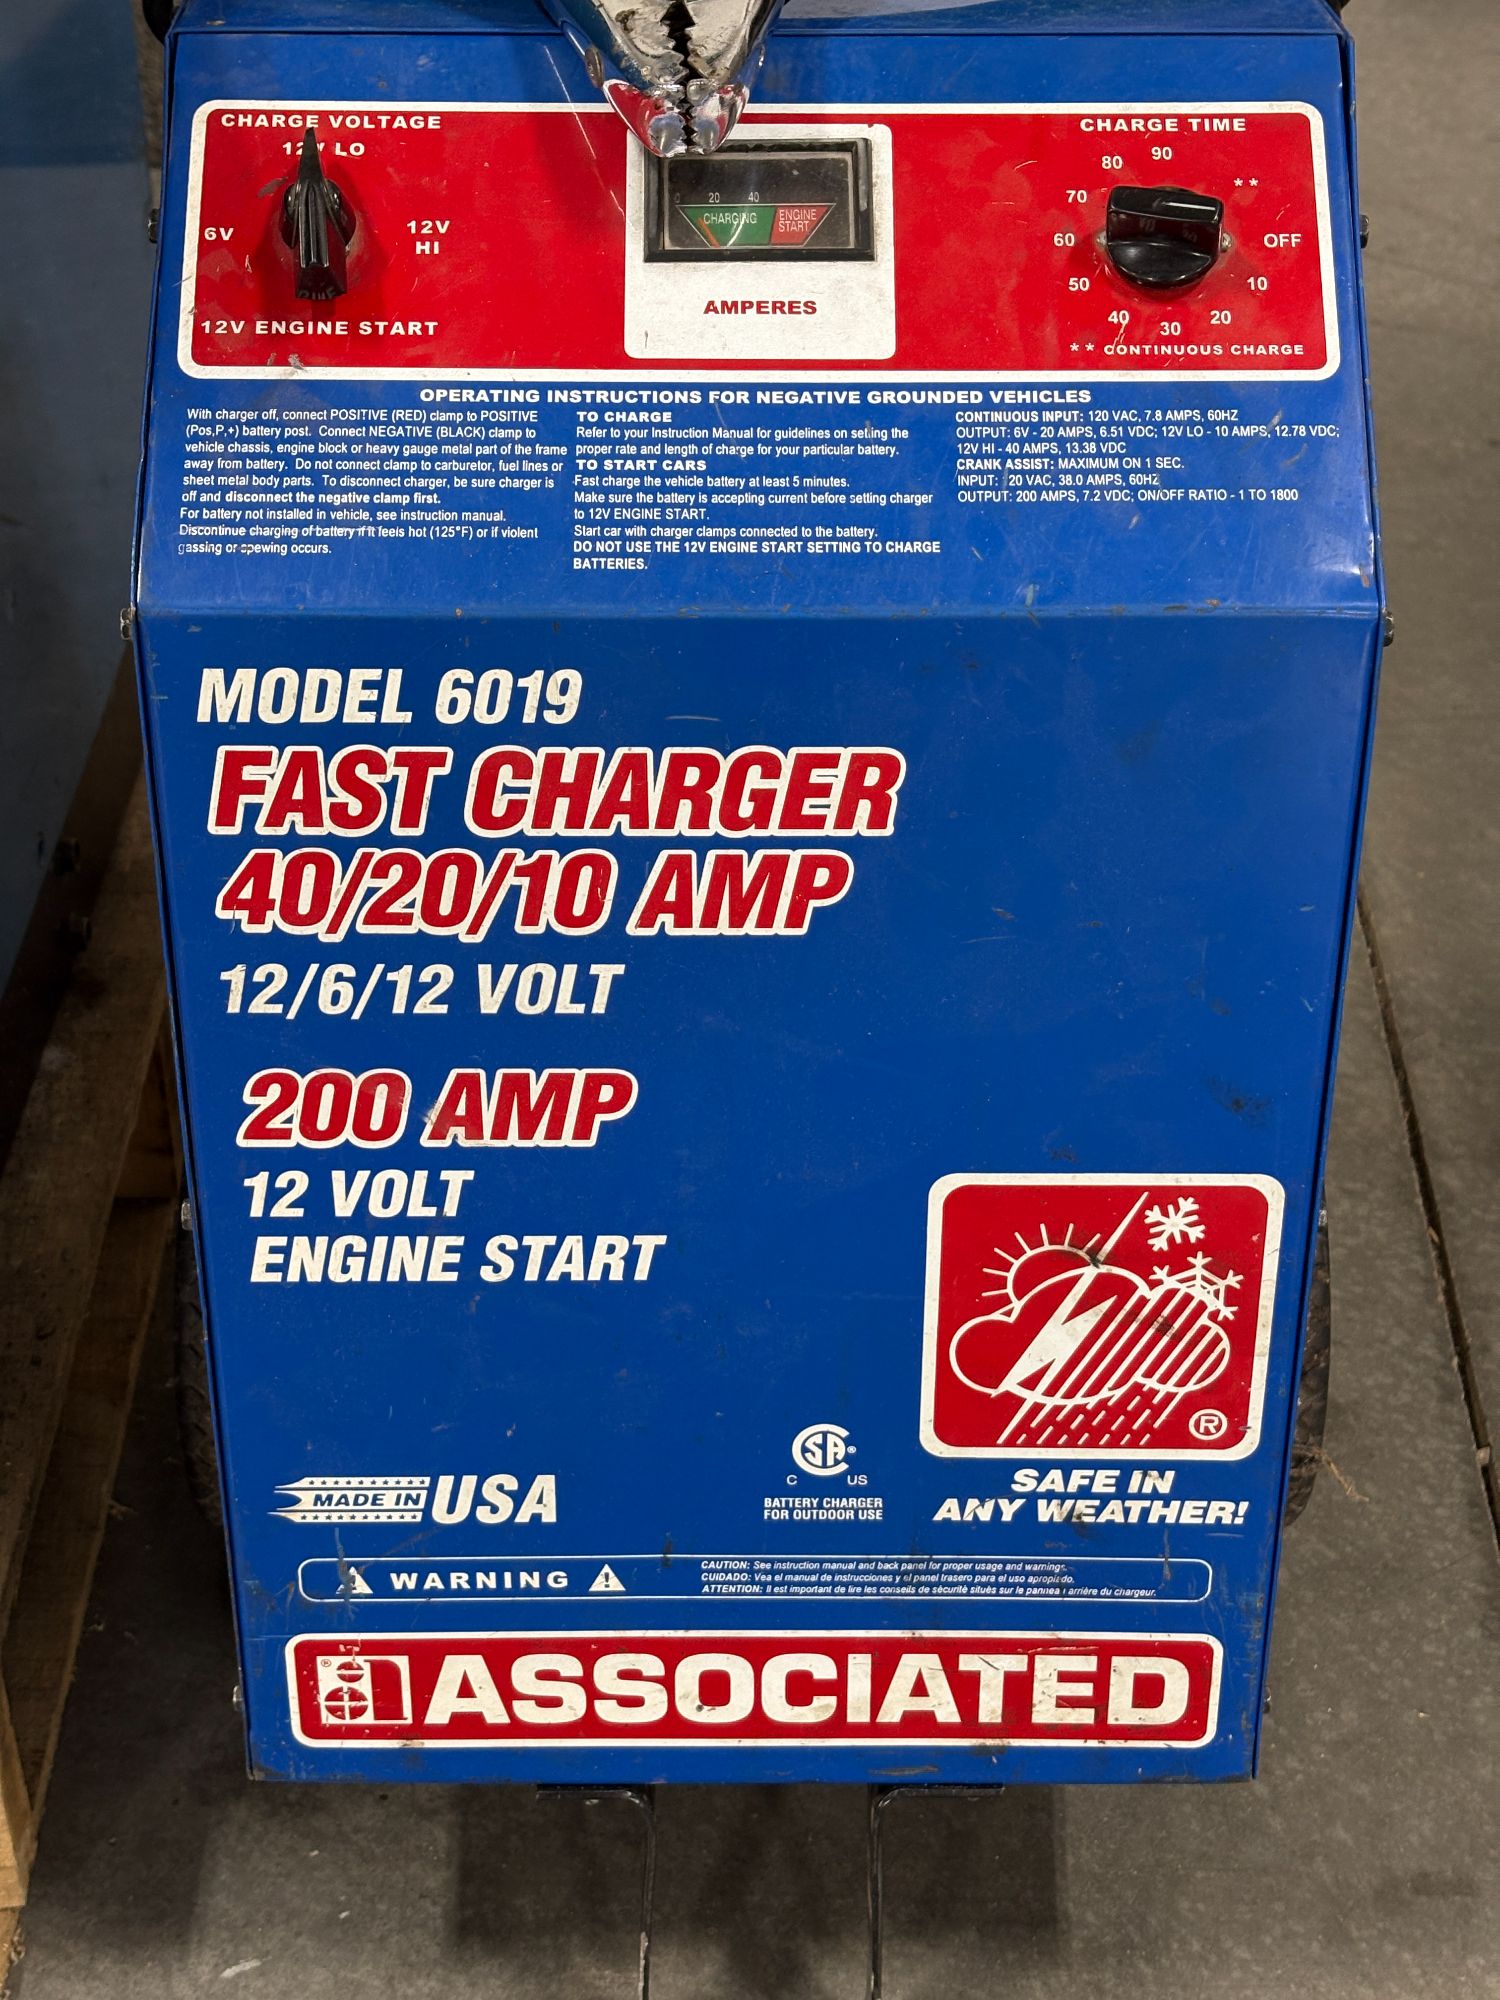 CHARGE VOLTAGE
12V LO
6V
12V
HI
12V ENGINE START
0 20 40
CHARGING
ENGINE
START
AMPERES
CHARGE TIME
90
80
**
70
60
OFF
50
10
40
20
30
** CONTINUOUS CHARGE
OPERATING INSTRUCTIONS FOR NEGATIVE GROUNDED VEHICLES
With charger off, connect POSITIVE (RED) clamp to POSITIVE
(Pos,P,+) battery post. Connect NEGATIVE (BLACK) clamp to
vehicle chassis, engine block or heavy gauge metal part of the frame
away from battery. Do not connect clamp to carburetor, fuel lines or
sheet metal body parts. To disconnect charger, be sure charger is
off and disconnect the negative clamp first.
For battery not installed in vehicle, see instruction manual.
Discontinue charging of battery if it feels hot (125°F) or if violent
gassing or spewing occurs.
TO CHARGE
Refer to your Instruction Manual for guidelines on setting the
proper rate and length of charge for your particular battery.
TO START CARS
Fast charge the vehicle battery at least 5 minutes.
Make sure the battery is accepting current before setting charger
to 12V ENGINE START.
Start car with charger clamps connected to the battery.
DO NOT USE THE 12V ENGINE START SETTING TO CHARGE
BATTERIES.
CONTINUOUS INPUT: 120 VAC, 7.8 AMPS, 60HZ
OUTPUT: 6V - 20 AMPS, 6.51 VDC; 12V LO - 10 AMPS, 12.78 VDC;
12V HI - 40 AMPS, 13.38 VDC
CRANK ASSIST: MAXIMUM ON 1 SEC.
INPUT: 120 VAC, 38.0 AMPS, 60HZ
OUTPUT: 200 AMPS, 7.2 VDC; ON/OFF RATIO - 1 TO 1800
MODEL 6019
FAST CHARGER
40/20/10 AMP
12/6/12 VOLT
200 AMP
12 VOLT
ENGINE START
®
SAFE IN
ANY WEATHER!
SA ®
C US
BATTERY CHARGER
FOR OUTDOOR USE
MADE IN USA
WARNING
CAUTION: See instruction manual and back panel for proper usage and warnings.
CUIDADO: Vea el manual de instrucciones y el panel trasero para el uso apropiado.
ATTENTION: Il est important de lire les conseils de sécurité situés sur le panneau arrière du chargeur.
® ASSOCIATED